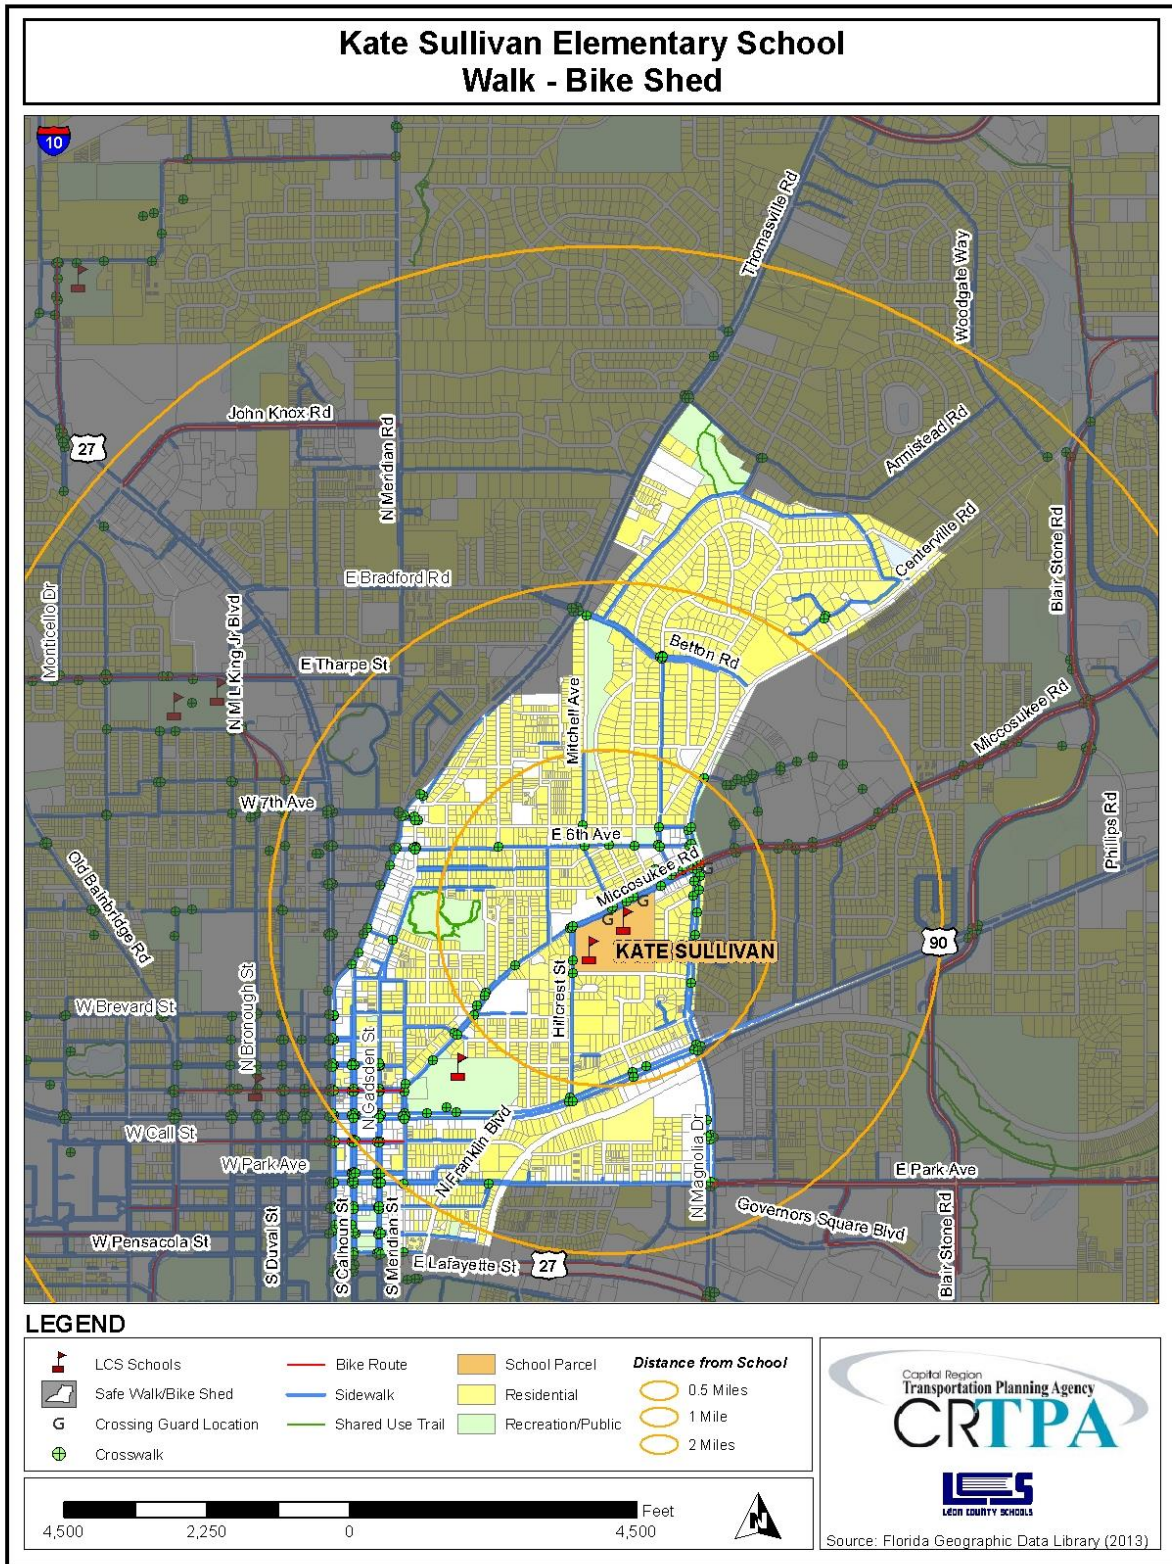 Kate Sullivan Elementary School
Walk - Bike Shed
10
Thomasville Rd
Woodgate Way
John Knox Rd
27
N Meridian Rd
Armistead Rd
Centerville Rd
Blair Stone Rd
E Bradford Rd
Monticello Dr
N M L King Jr Blvd
E Tharpe St
Betton Rd
Mitchell Ave
Miccosukee Rd
W 7th Ave
E 6th Ave
Phillips Rd
Old Bainbridge Rd
Miccosukee Rd
G
G
G
KATE SULLIVAN
90
Hillcrest St
W Brevard St
N Bronough St
N Gadsden St
W Call St
N Franklin Blvd
N Magnolia Dr
W Park Ave
E Park Ave
Governors Square Blvd
Blair Stone Rd
W Pensacola St
S Duval St
S Calhoun St
S Meridian St
E Lafayette St
27
LEGEND
LCS Schools
Safe Walk/Bike Shed
G Crossing Guard Location
Crosswalk
Bike Route
Sidewalk
Shared Use Trail
School Parcel
Residential
Recreation/Public
Distance from School
0.5 Miles
1 Mile
2 Miles
Capital Region
Transportation Planning Agency
CRTPA
LCS
LEON COUNTY SCHOOLS
Feet
4,500 2,250 0 4,500
N
Source: Florida Geographic Data Library (2013)